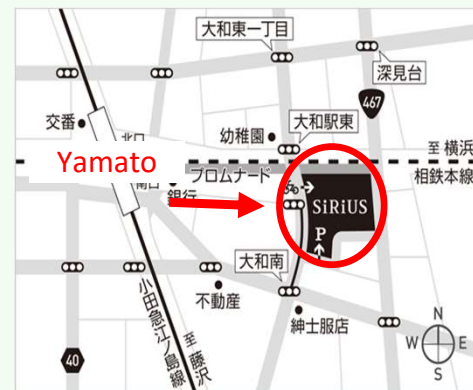 大和東一丁目
深見台
467
交番
北口
幼稚園
大和駅東
至 横浜
Yamato
プロムナード
相鉄本線
南口
銀行
SiRiUS
P
大和南
不動産
紳士服店
小田急江ノ島線
至 藤沢
40
N
W
E
S